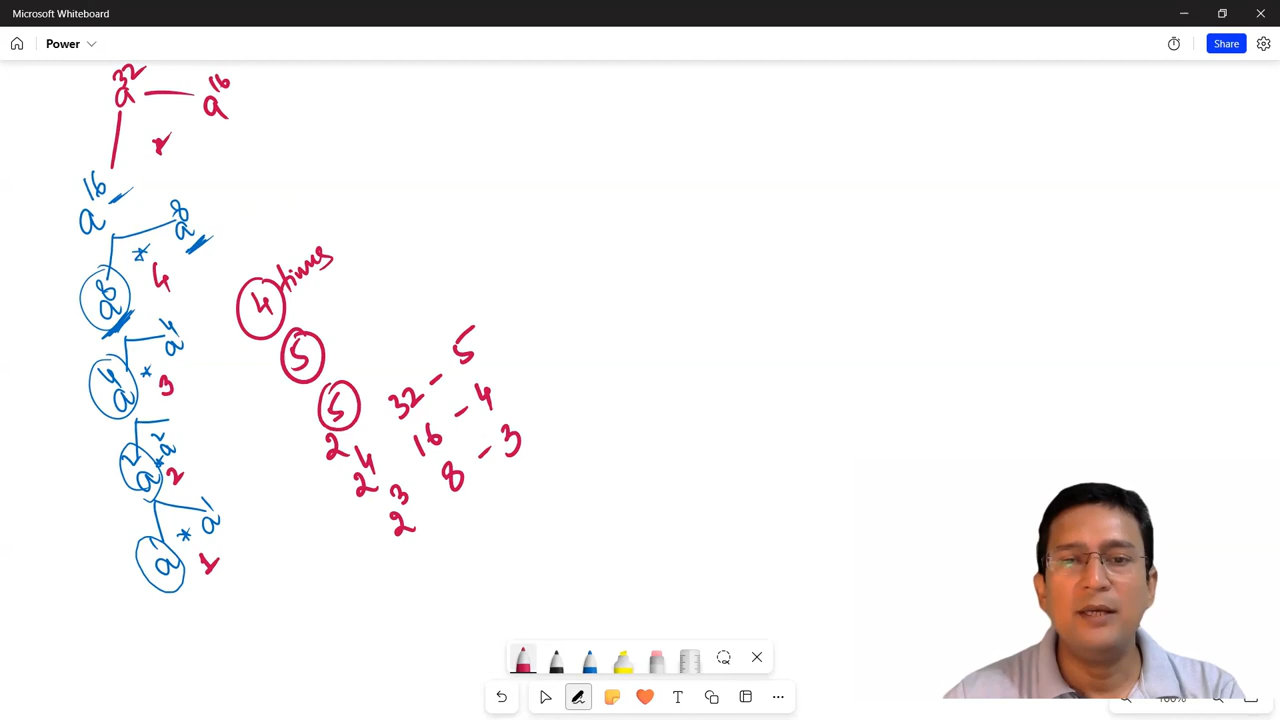 Microsoft Whiteboard
Power
Share
a³² — a¹⁶
*
a¹⁶
a⁸
*
a⁸ 4
4 times
a⁴
*
a⁴ 3
5
32 - 5
5
16 - 4
a²
*
a² 2
2
2⁴
8 - 3
2³
a¹
*
a 1
100%